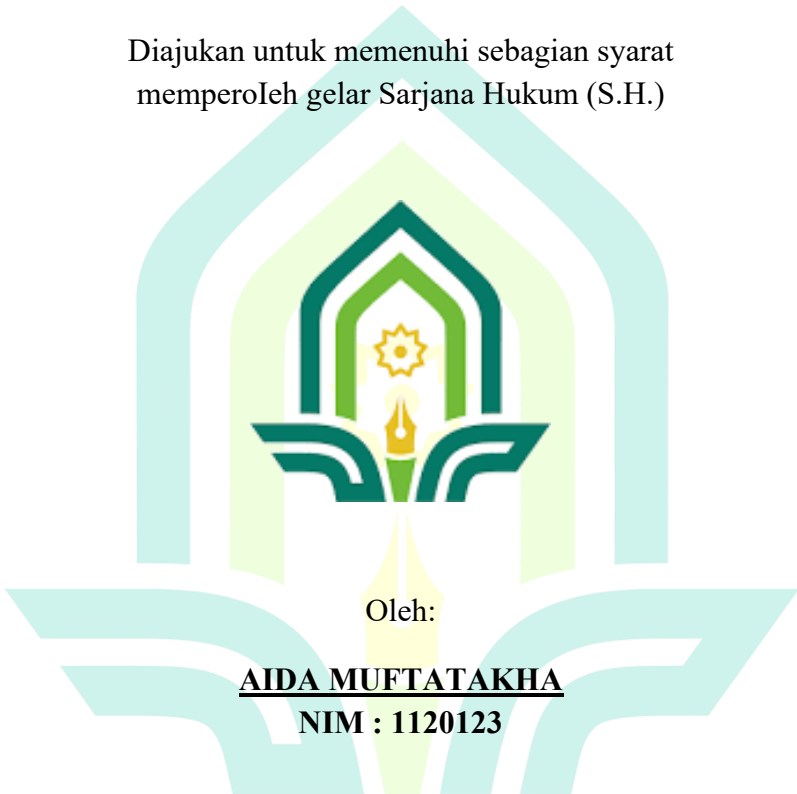 Diajukan untuk memenuhi sebagian syarat
memperoIeh gelar Sarjana Hukum (S.H.)
Oleh:
AIDA MUFTATAKHA
NIM : 1120123